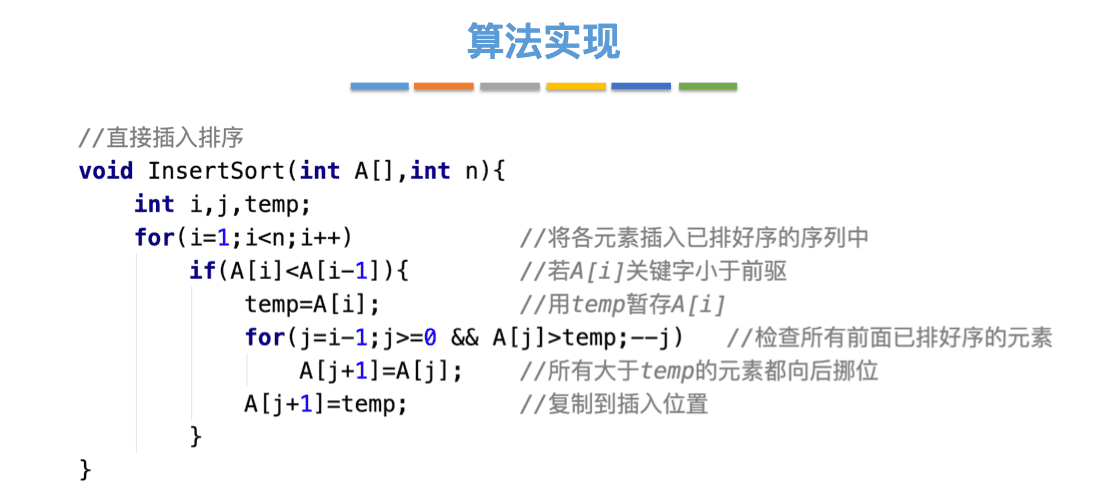 算法实现
//直接插入排序
void InsertSort(int A[],int n){
    int i,j,temp;
    for(i=1;i<n;i++)            //将各元素插入已排好序的序列中
        if(A[i]<A[i-1]){        //若A[i]关键字小于前驱
            temp=A[i];          //用temp暂存A[i]
            for(j=i-1;j>=0 && A[j]>temp;--j)   //检查所有前面已排好序的元素
                A[j+1]=A[j];    //所有大于temp的元素都向后挪位
            A[j+1]=temp;        //复制到插入位置
        }
}